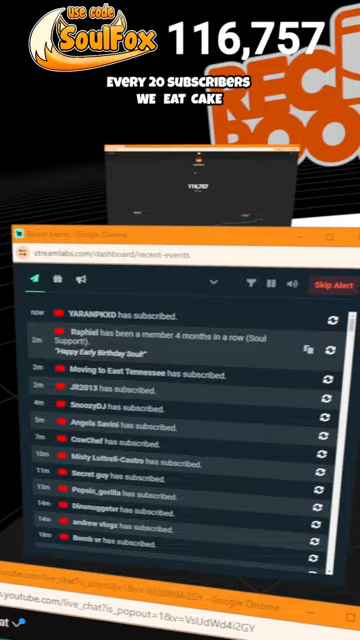 use code
SoulFox
116,757
EVERY 20 SUBSCRIBERS
WE EAT CAKE
REC
ROOM
116,757
Recent Events - Google Chrome
streamlabs.com/dashboard/recent-events
Skip Alert
now YARANPKXD has subscribed.
2m Raphiel has been a member 4 months in a row (Soul
Support!).
"Happy Early Birthday Soul!"
2m Moving to East Tennessee has subscribed.
2m JR2013 has subscribed.
4m SnoozyDJ has subscribed.
5m Angela Savini has subscribed.
7m CowChef has subscribed.
10m Misty Luttrell-Castro has subscribed.
11m Secret guy has subscribed.
13m Popsic_gorilla has subscribed.
14m Dinonuggetvr has subscribed.
14m andrew vlogz has subscribed.
18m Bomb vr has subscribed.
/live_chat?is_popout=1&v=VsUdWd4i2GY - Google Chrome
.youtube.com/live_chat?is_popout=1&v=VsUdWd4i2GY